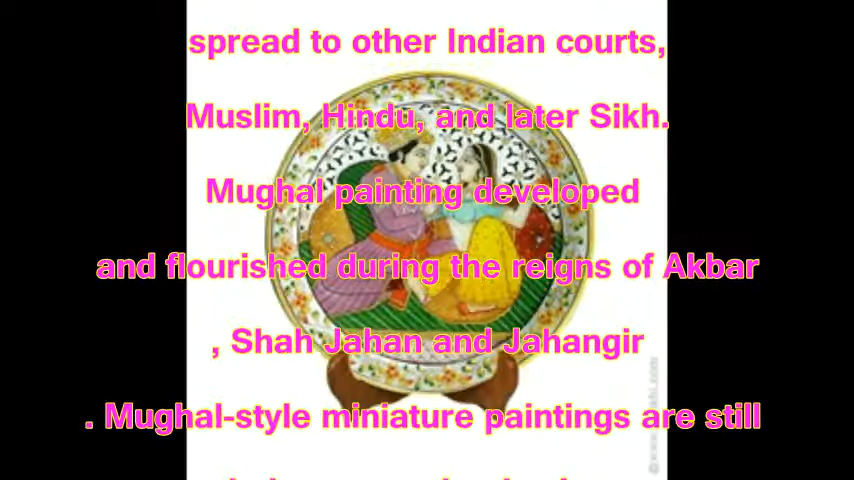 spread to other Indian courts,
Muslim, Hindu, and later Sikh.
Mughal painting developed
and flourished during the reigns of Akbar
, Shah Jahan and Jahangir
. Mughal-style miniature paintings are still